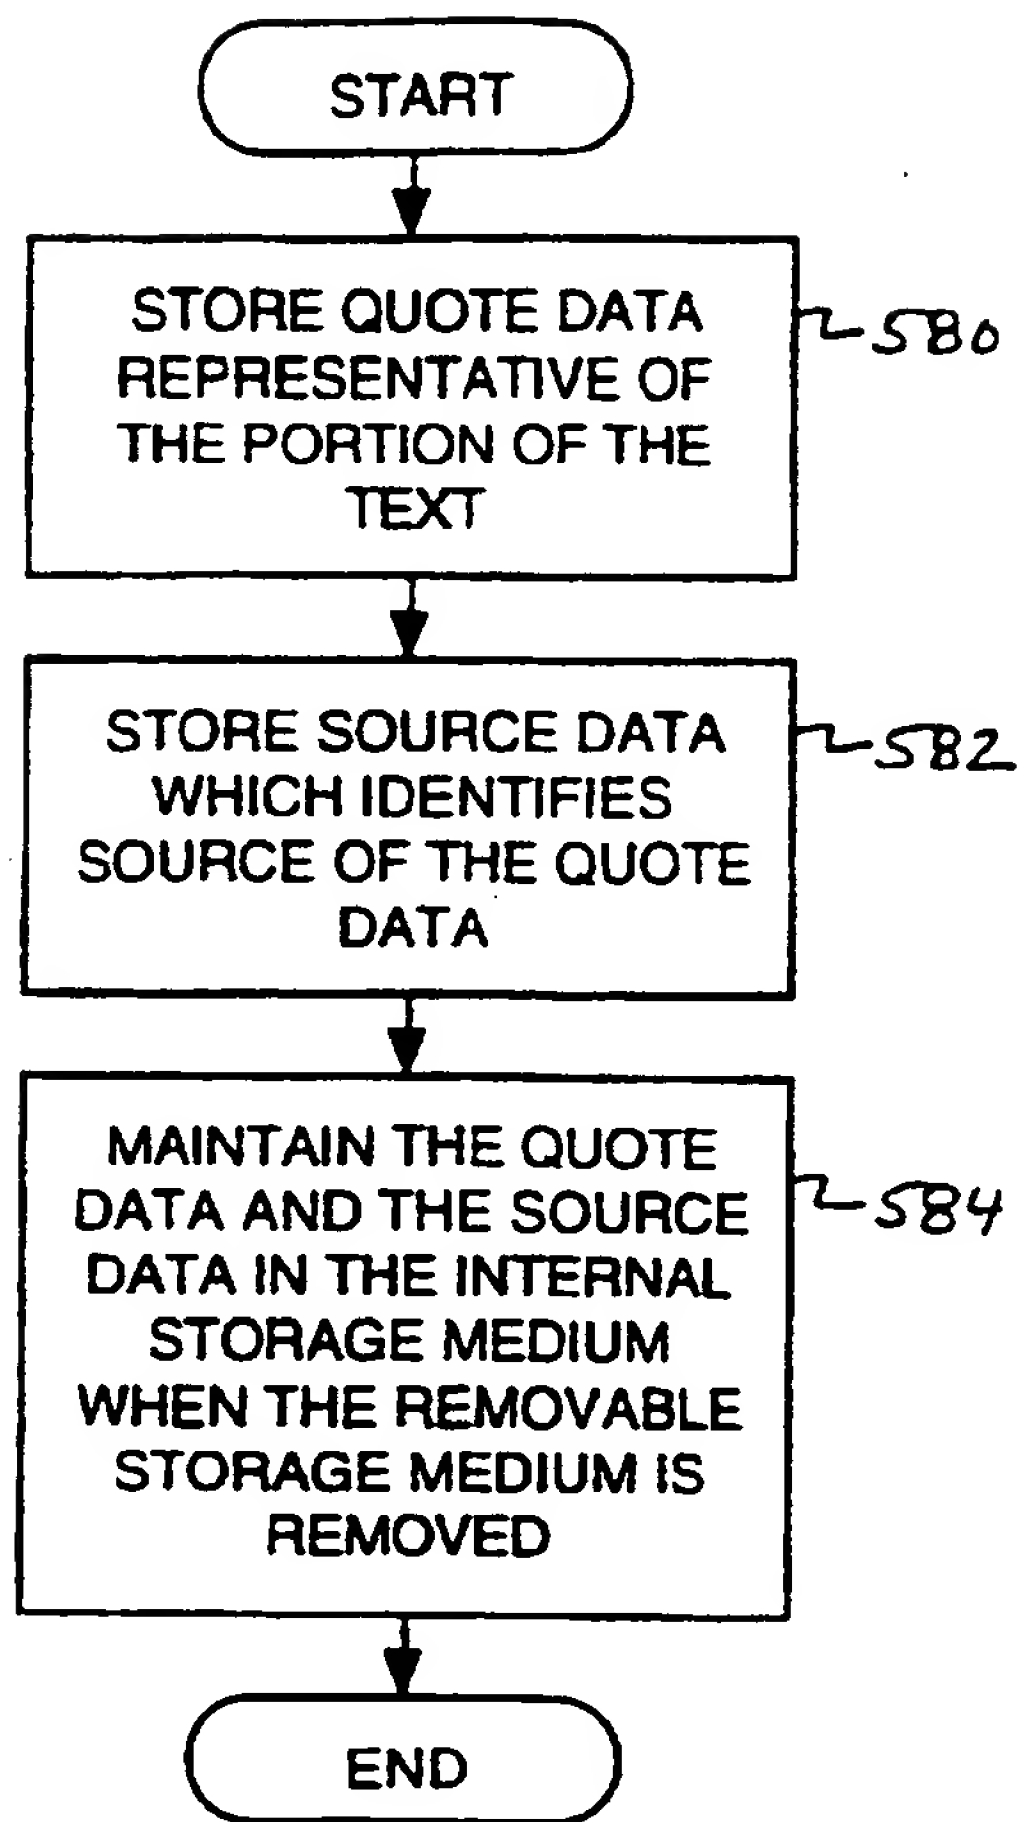 START
STORE QUOTE DATA
REPRESENTATIVE OF
THE PORTION OF THE
TEXT
580
STORE SOURCE DATA
WHICH IDENTIFIES
SOURCE OF THE QUOTE
DATA
582
MAINTAIN THE QUOTE
DATA AND THE SOURCE
DATA IN THE INTERNAL
STORAGE MEDIUM
WHEN THE REMOVABLE
STORAGE MEDIUM IS
REMOVED
584
END